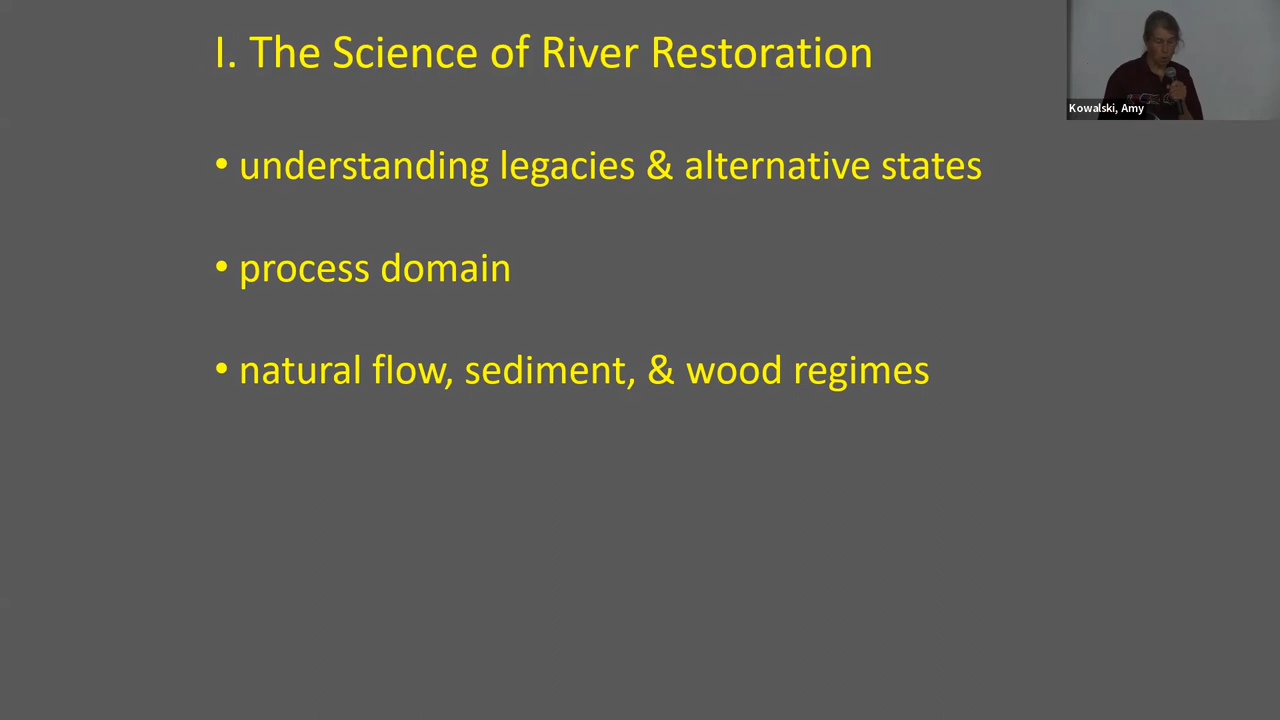 I. The Science of River Restoration
Kowalski, Amy
• understanding legacies & alternative states
• process domain
• natural flow, sediment, & wood regimes